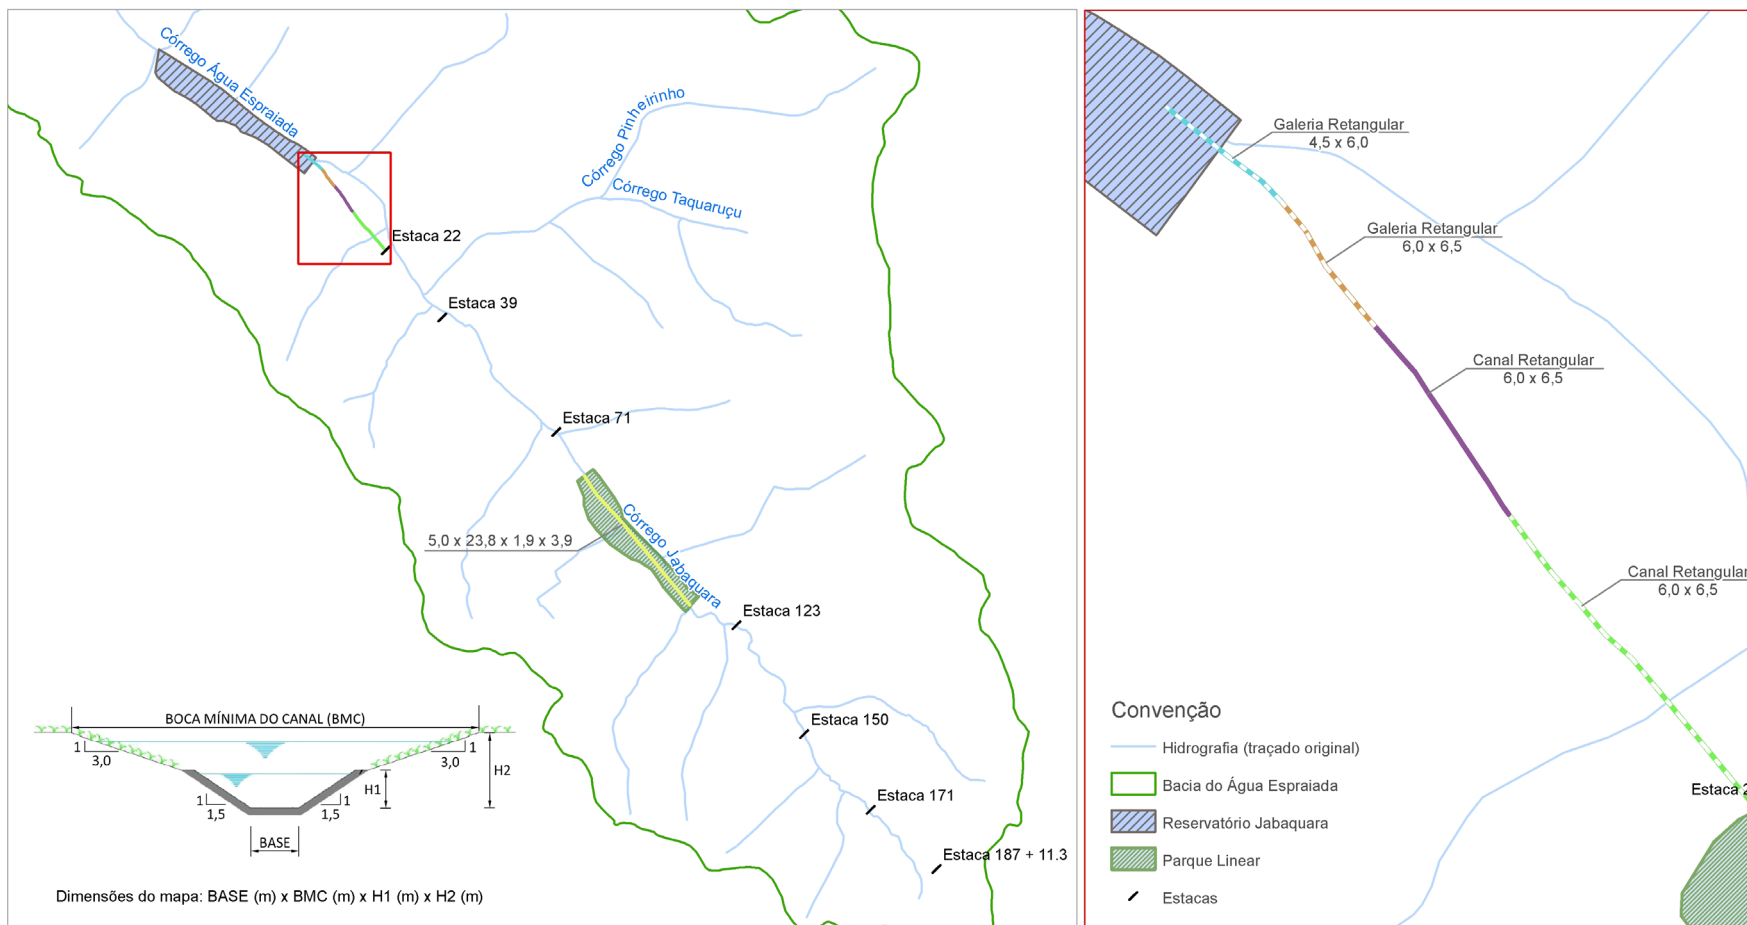 Córrego Água Espraiada
Córrego Pinheirinho
Córrego Taquaruçu
Estaca 22
Estaca 39
Estaca 71
5,0 x 23,8 x 1,9 x 3,9
Córrego Jabaquara
Estaca 123
Estaca 150
Estaca 171
Estaca 187 + 11.3
BOCA MÍNIMA DO CANAL (BMC)
1
3,0
1
3,0
H2
H1
1
1,5
1
1,5
BASE
Dimensões do mapa: BASE (m) x BMC (m) x H1 (m) x H2 (m)
Galeria Retangular
4,5 x 6,0
Galeria Retangular
6,0 x 6,5
Canal Retangular
6,0 x 6,5
Canal Retangular
6,0 x 6,5
Estaca 2
Convenção
Hidrografia (traçado original)
Bacia do Água Espraiada
Reservatório Jabaquara
Parque Linear
Estacas